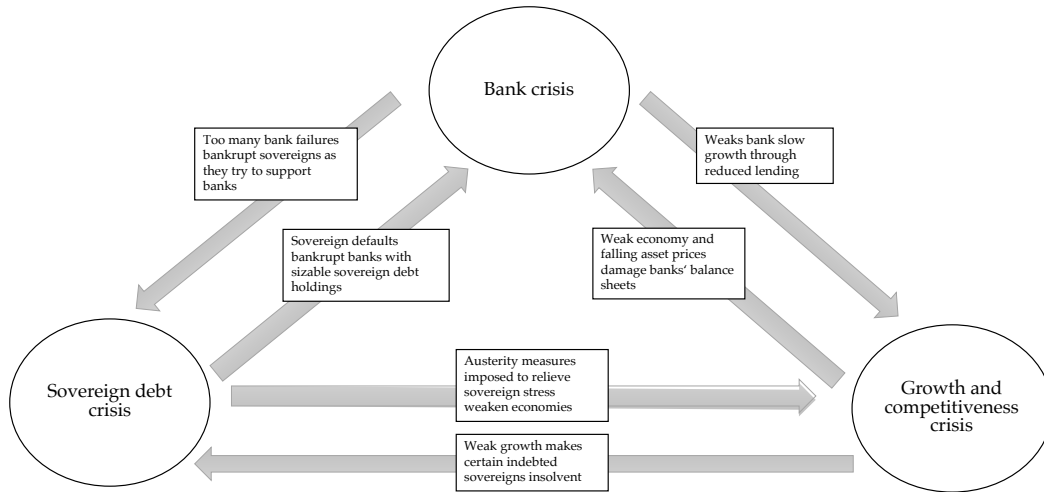 Bank crisis
Too many bank failures
bankrupt sovereigns as
they try to support
banks
Weaks bank slow
growth through
reduced lending
Sovereign defaults
bankrupt banks with
sizable sovereign debt
holdings
Weak economy and
falling asset prices
damage banks‘ balance
sheets
Sovereign debt
crisis
Austerity measures
imposed to relieve
sovereign stress
weaken economies
Growth and
competitiveness
crisis
Weak growth makes
certain indebted
sovereigns insolvent